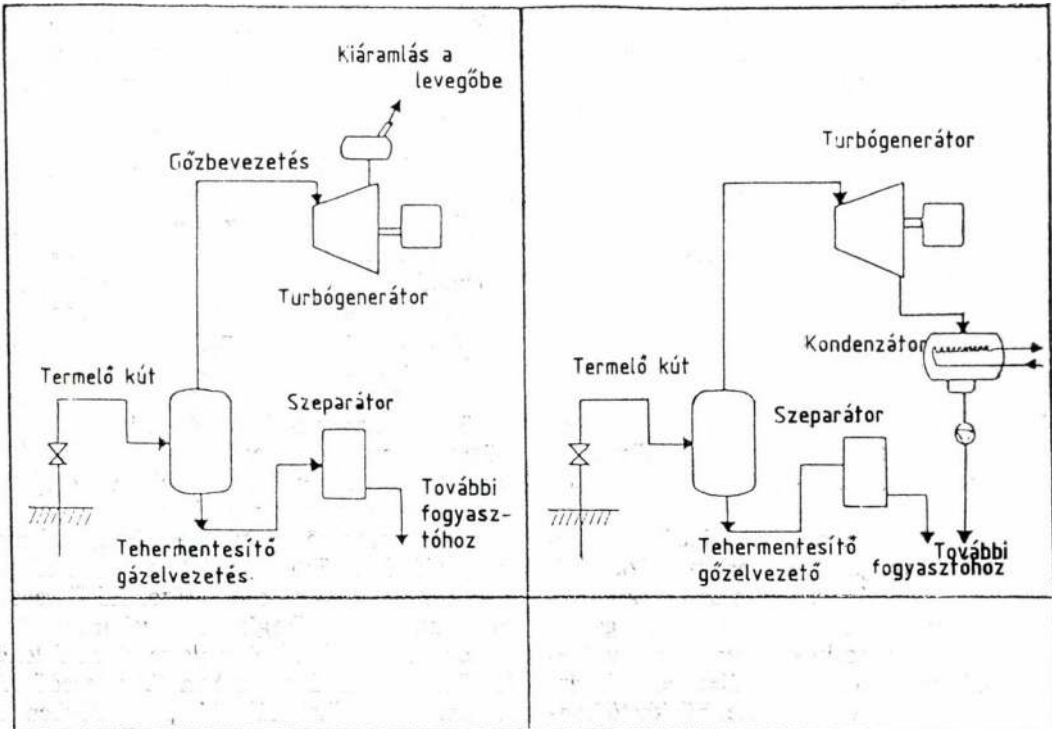 Kiáramlás a
levegőbe
Gőzbevezetés
Turbógenerátor
Termelő kút
Szeparátor
További
fogyasz-
tóhoz
Tehermentesítő
gázelvezetés
Turbógenerátor
Kondenzátor
Termelő kút
Szeparátor
Tehermentesítő
gőzelvezető
További
fogyasztóhoz